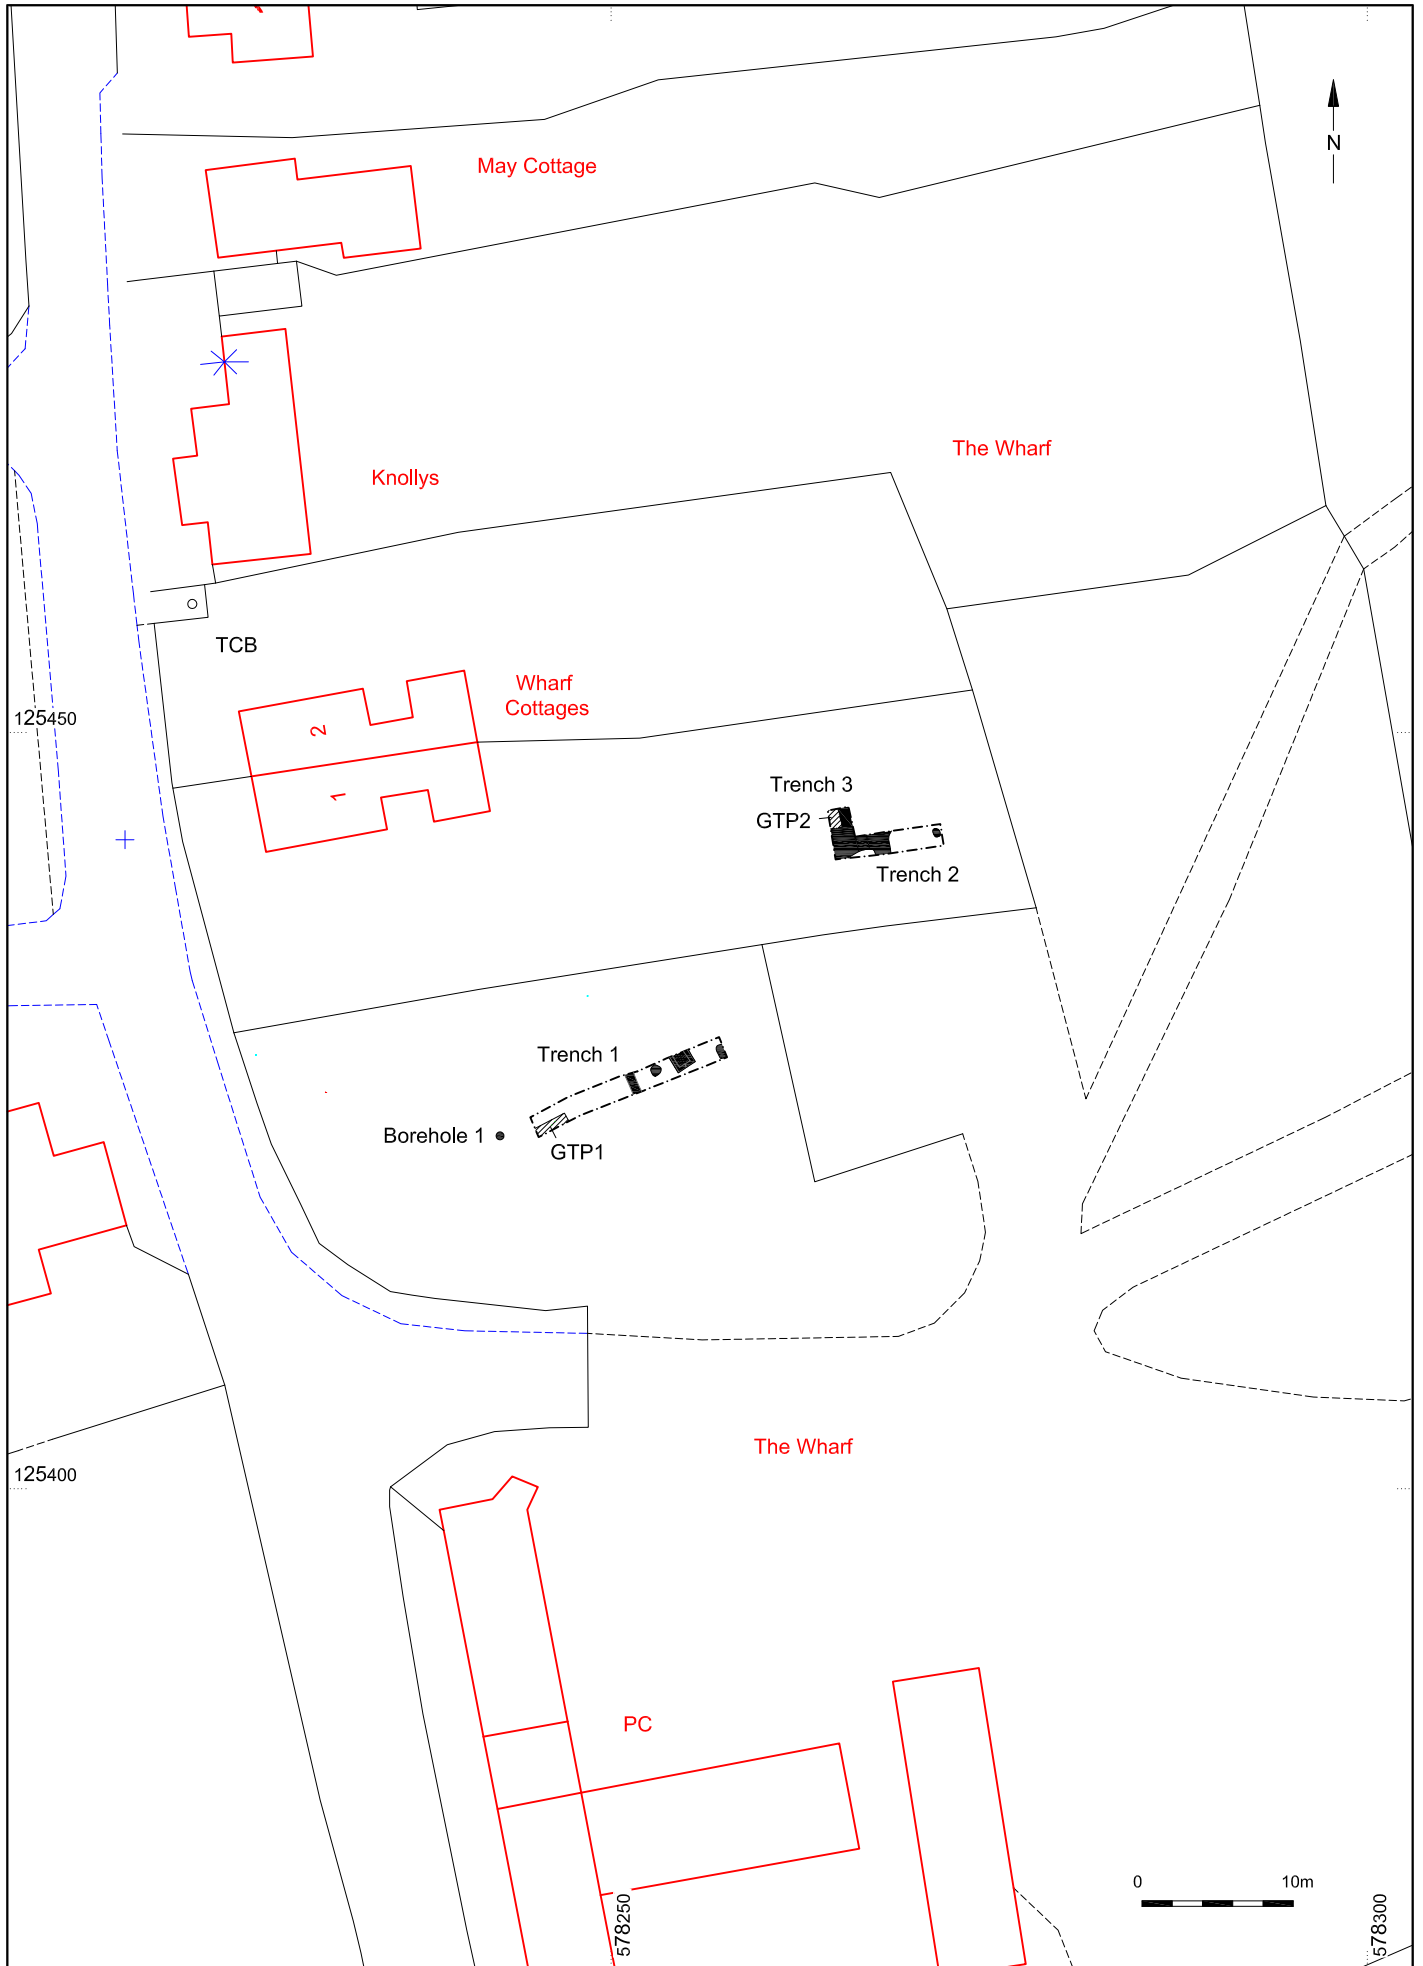 May Cottage
N
The Wharf
Knollys
TCB
Wharf
Cottages
125450
2
1
Trench 3
GTP2
Trench 2
Trench 1
Borehole 1
GTP1
The Wharf
125400
PC
0 10m
578250
578300